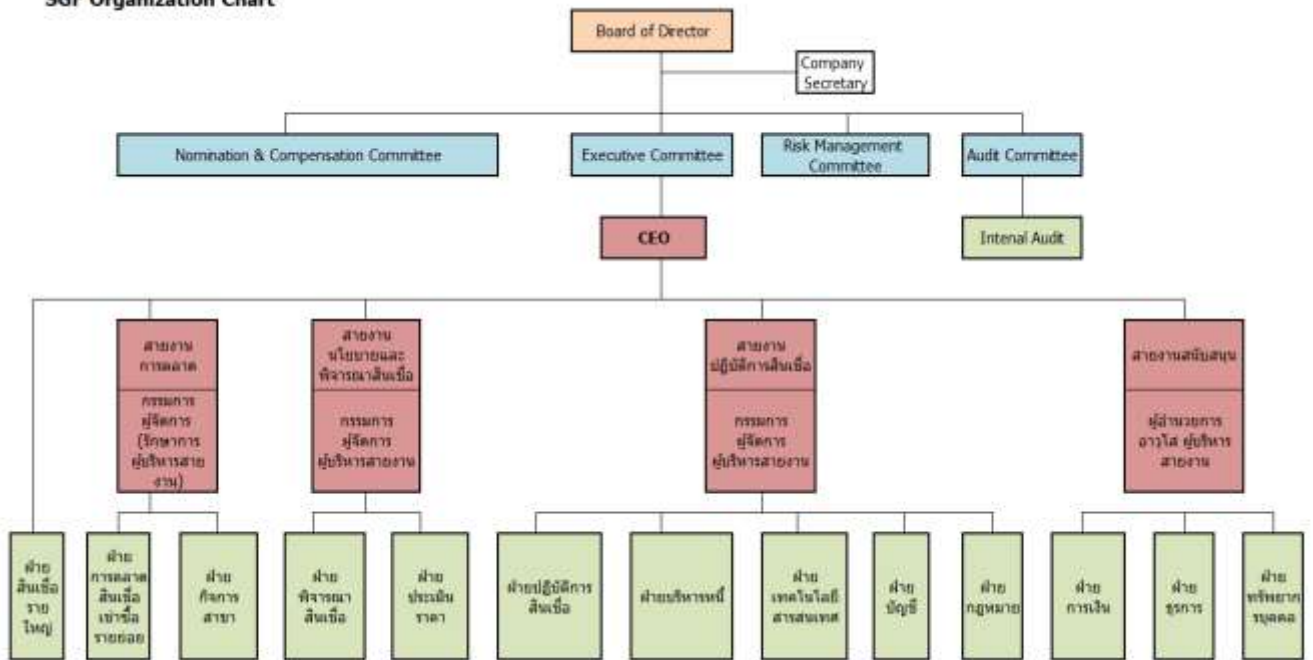 SGF Organization Chart
Board of Director
Company
Secretary
Nomination & Compensation Committee
Executive Committee
Risk Management
Committee
Audit Committee
CEO
Intenal Audit
สายงาน
การตลาด
กรรมการ
ผู้จัดการ
(รักษาการ
ผู้บริหารสาย
งาน)
สายงาน
นโยบายและ
พิจารณาสินเชื่อ
กรรมการ
ผู้จัดการ
ผู้บริหารสายงาน
สายงาน
ปฏิบัติการสินเชื่อ
กรรมการ
ผู้จัดการ
ผู้บริหารสายงาน
สายงานสนับสนุน
ผู้อำนวยการ
อาวุโส ผู้บริหาร
สายงาน
ฝ่าย
สินเชื่อ
ราย
ใหญ่
ฝ่าย
การตลาด
สินเชื่อ
เช่าซื้อ
รายย่อย
ฝ่าย
กิจการ
สาขา
ฝ่าย
พิจารณา
สินเชื่อ
ฝ่าย
ประเมิน
ราคา
ฝ่ายปฏิบัติการ
สินเชื่อ
ฝ่ายบริหารหนี้
ฝ่าย
เทคโนโลยี
สารสนเทศ
ฝ่าย
บัญชี
ฝ่าย
กฎหมาย
ฝ่าย
การเงิน
ฝ่าย
ธุรการ
ฝ่าย
ทรัพยาก
รบุคคล